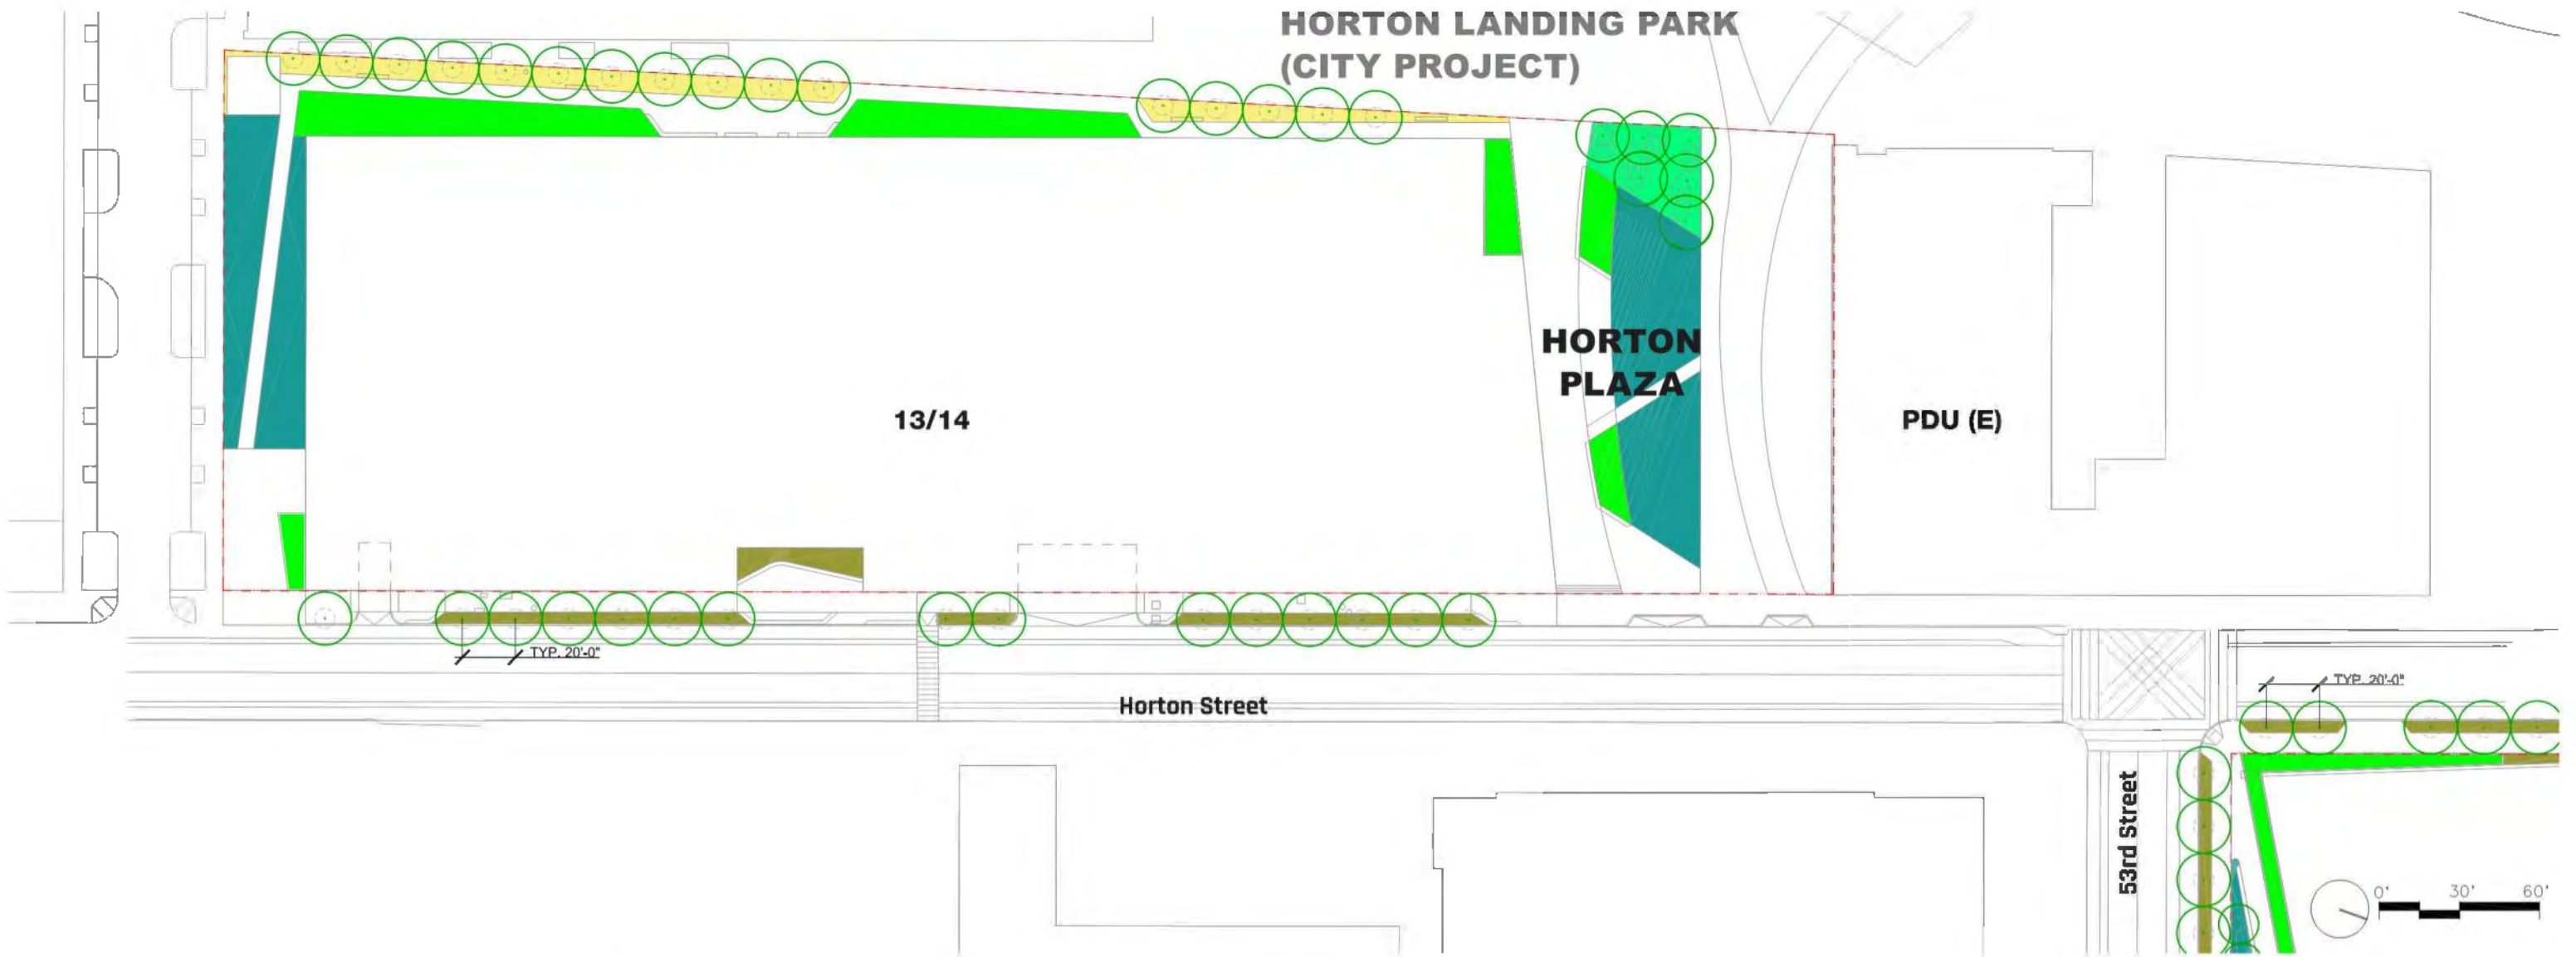 HORTON LANDING PARK
(CITY PROJECT)
HORTON
PLAZA
13/14
PDU (E)
TYP. 20'-0"
TYP. 20'-0"
Horton Street
53rd Street
0' 30' 60'